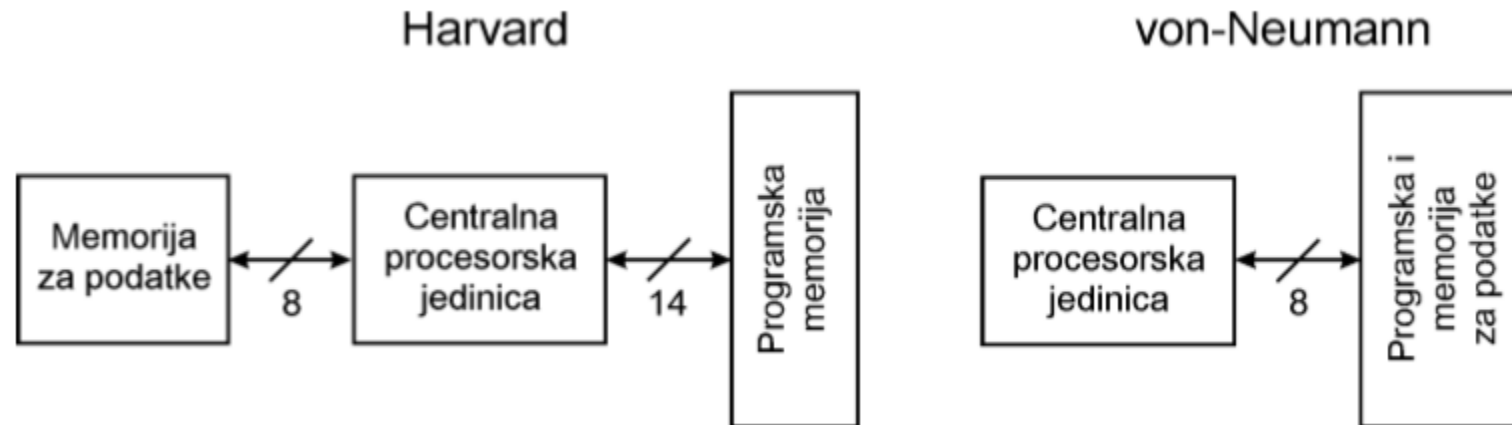 Harvard
Memorija
za podatke
8
Centralna
procesorska
jedinica
14
Programska
memorija
von-Neumann
Centralna
procesorska
jedinica
8
Programska i
memorija
za podatke